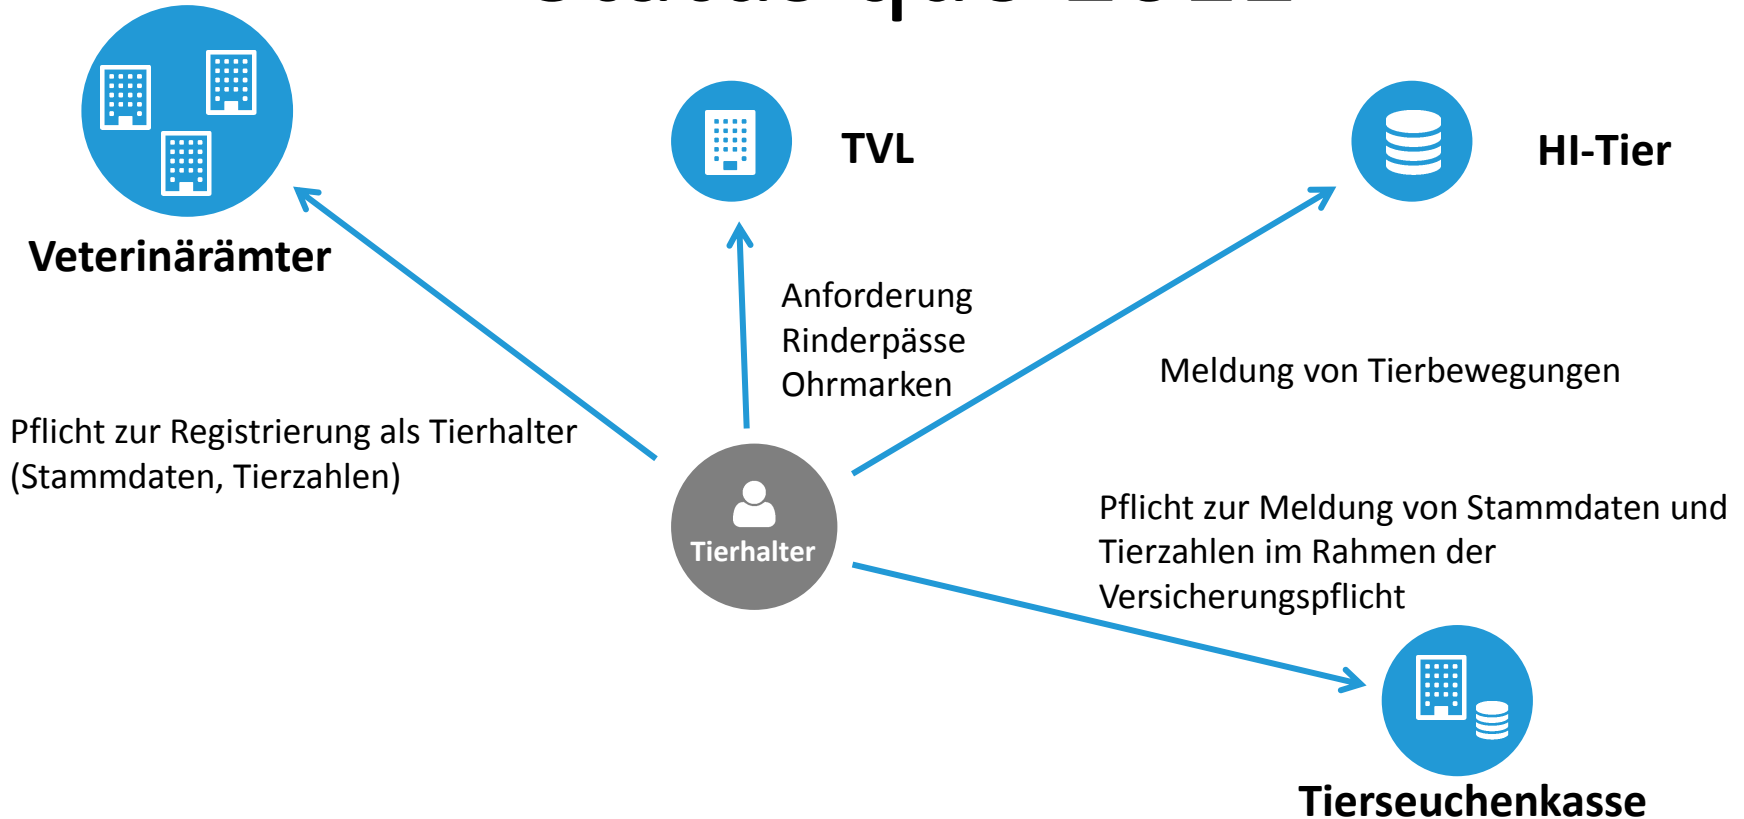 TVL
HI-Tier
Veterinärämter
Anforderung
Rinderpässe
Ohrmarken
Meldung von Tierbewegungen
Pflicht zur Registrierung als Tierhalter
(Stammdaten, Tierzahlen)
Tierhalter
Pflicht zur Meldung von Stammdaten und
Tierzahlen im Rahmen der
Versicherungspflicht
Tierseuchenkasse